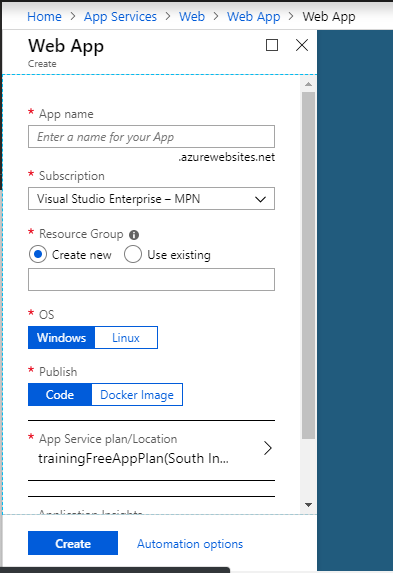 Home > App Services > Web > Web App > Web App
Web App
Create
* App name
Enter a name for your App
.azurewebsites.net
* Subscription
Visual Studio Enterprise – MPN
* Resource Group
Create new Use existing
* OS
Windows Linux
* Publish
Code Docker Image
* App Service plan/Location
trainingFreeAppPlan(South In...
Application Insights
Create Automation options